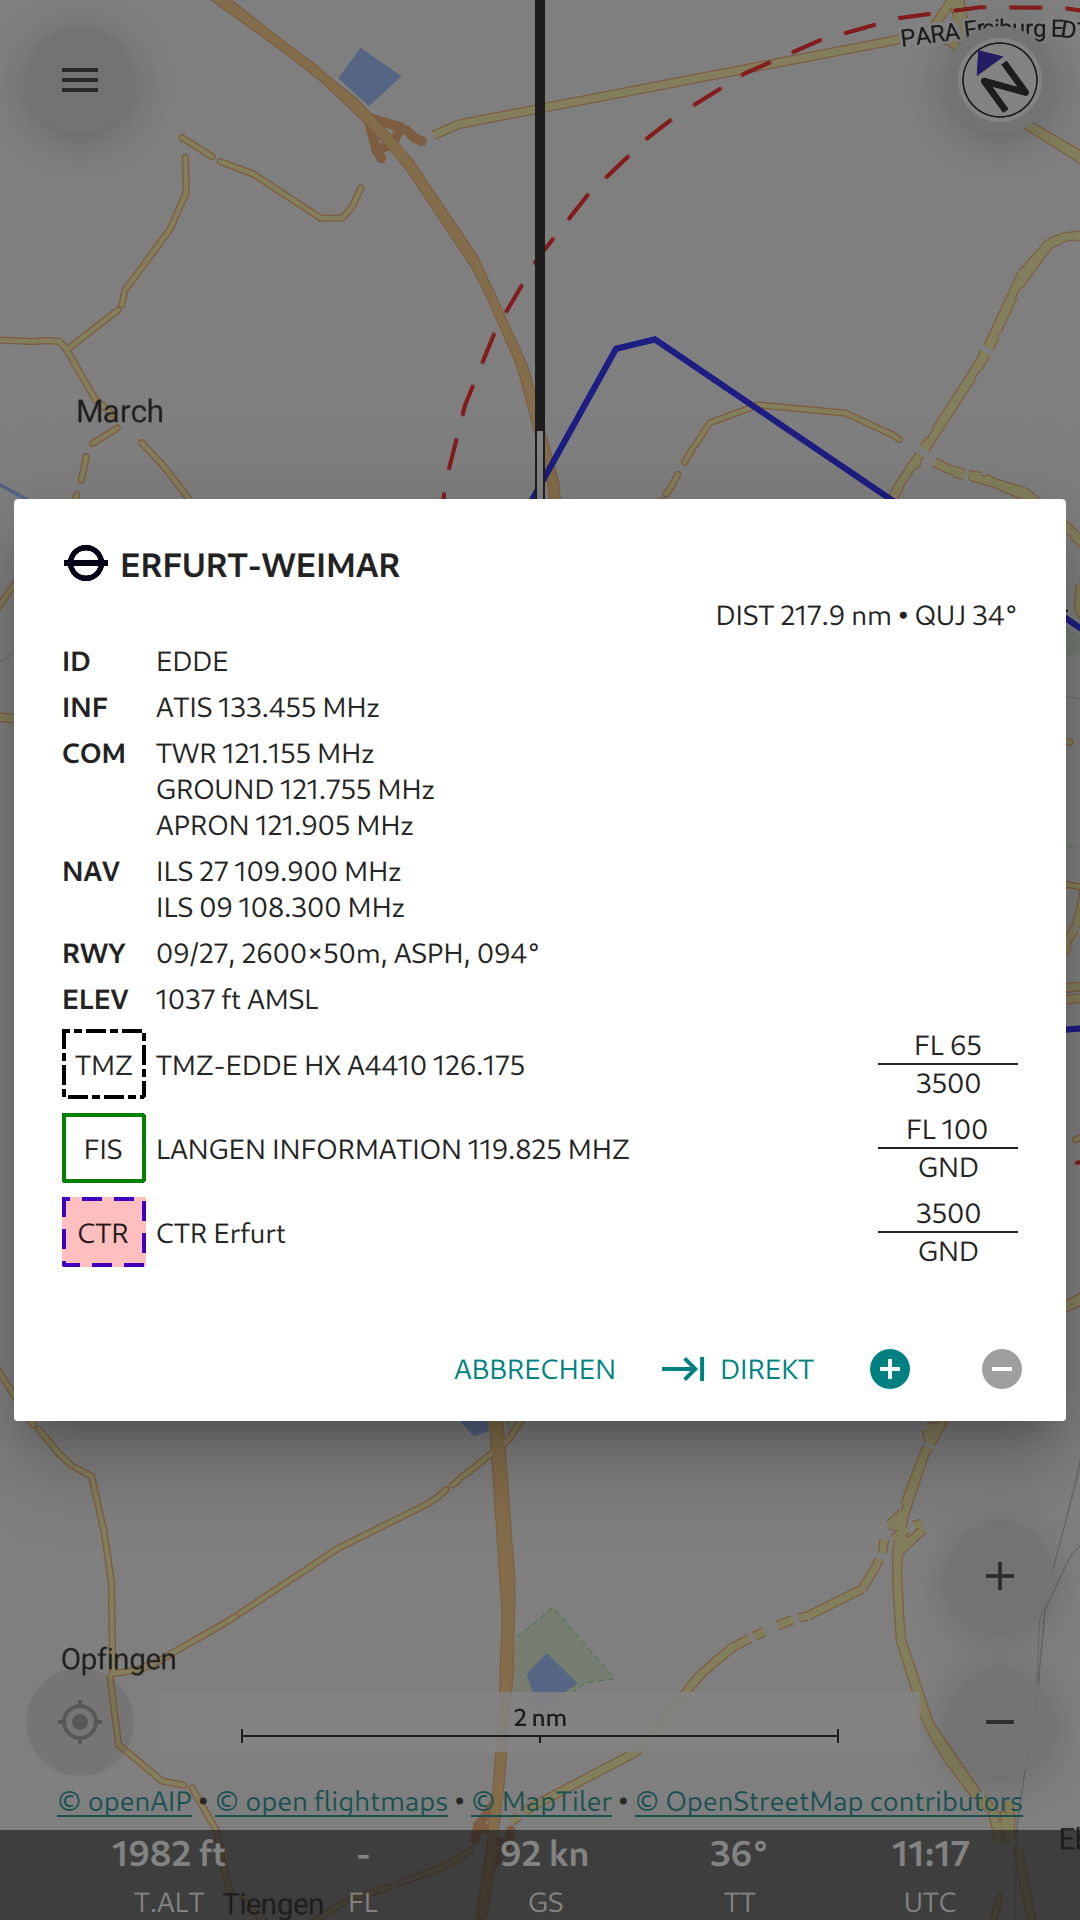 PARA Freiburg EDT
N
March
ERFURT-WEIMAR
DIST 217.9 nm • QUJ 34°
ID EDDE
INF ATIS 133.455 MHz
COM TWR 121.155 MHz
GROUND 121.755 MHz
APRON 121.905 MHz
NAV ILS 27 109.900 MHz
ILS 09 108.300 MHz
RWY 09/27, 2600×50m, ASPH, 094°
ELEV 1037 ft AMSL
TMZ TMZ-EDDE HX A4410 126.175
FL 65
3500
FIS LANGEN INFORMATION 119.825 MHZ
FL 100
GND
CTR CTR Erfurt
3500
GND
ABBRECHEN DIREKT
Opfingen
2 nm
© openAIP • © open flightmaps • © MapTiler • © OpenStreetMap contributors
1982 ft - 92 kn 36° 11:17
T.ALT FL GS TT UTC
Tiengen